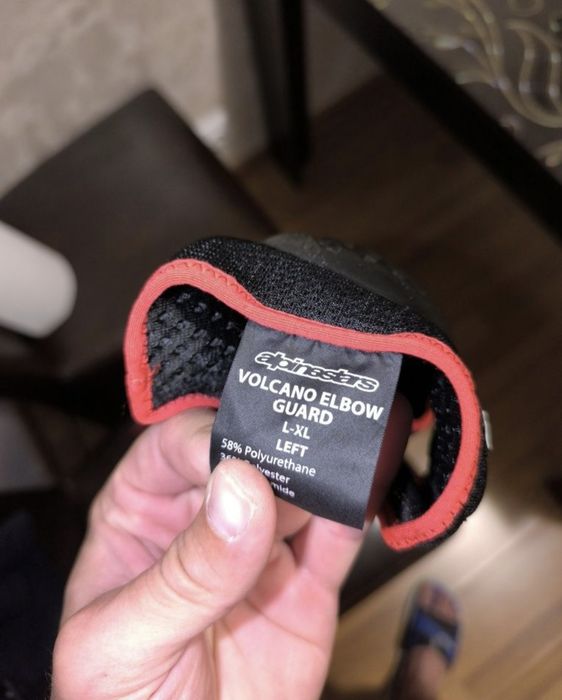 alpinestars
VOLCANO ELBOW
GUARD
L-XL
LEFT
58% Polyurethane